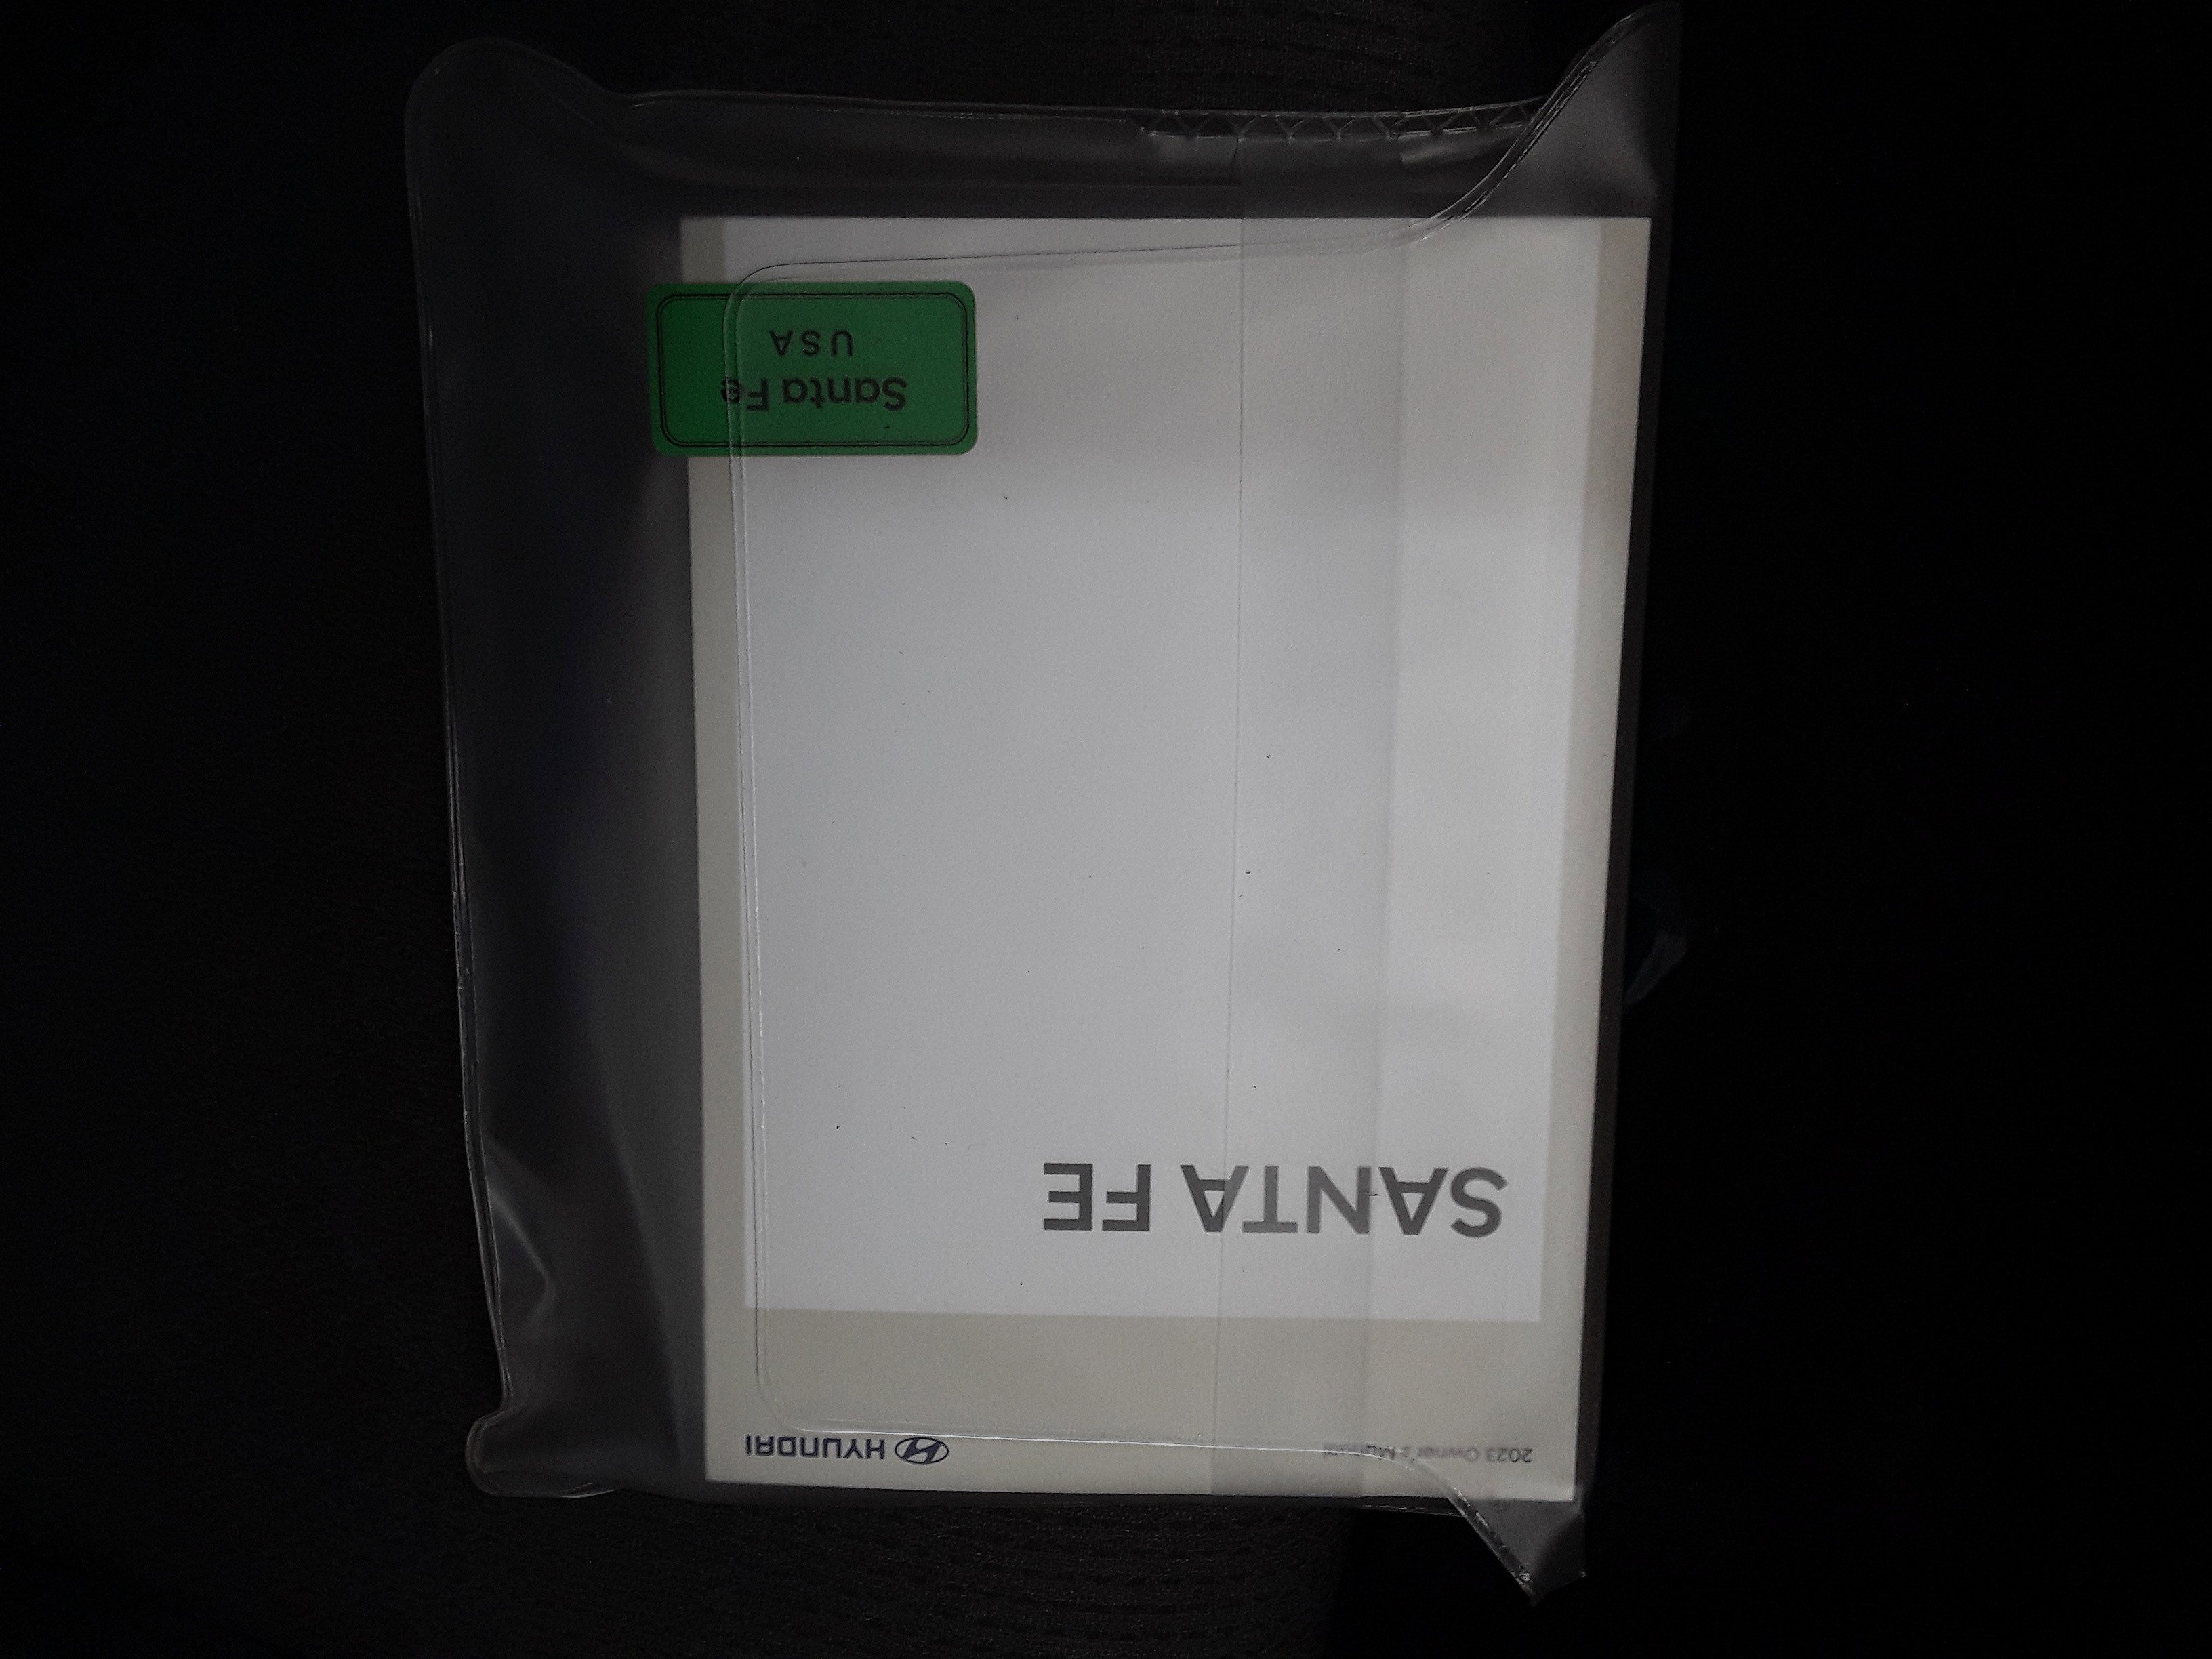 2023 Owner's Manual
HYUNDAI
SANTA FE
Santa Fe
USA